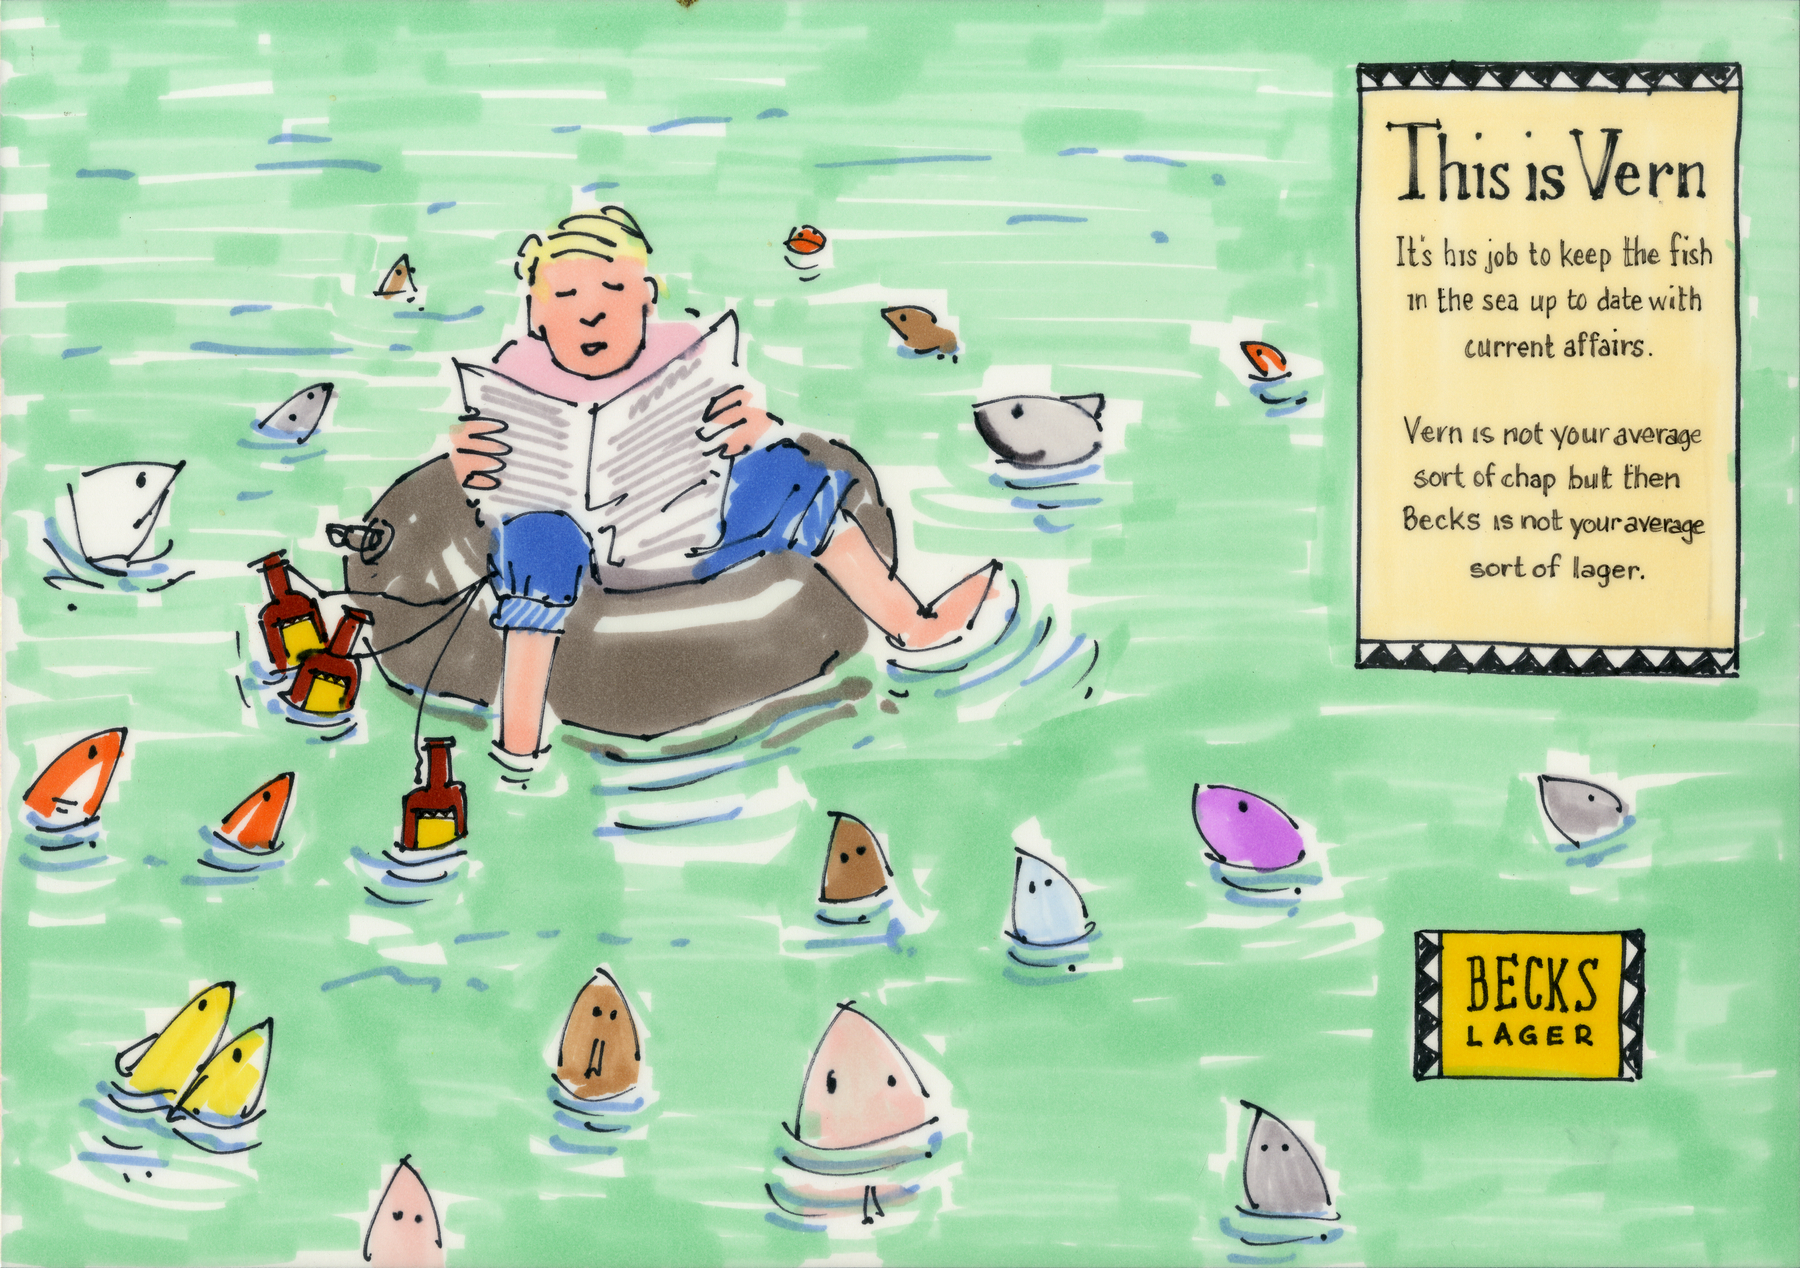 This is Vern
It's his job to keep the fish
in the sea up to date with
current affairs.
Vern is not your average
sort of chap but then
Becks is not your average
sort of lager.
BECKS
LAGER